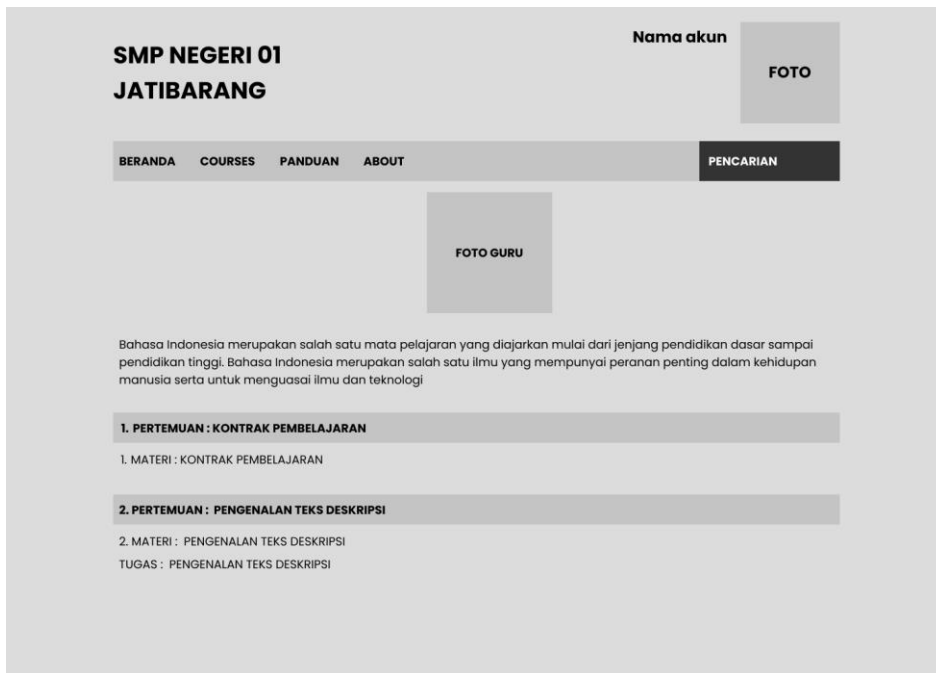 SMP NEGERI 01
JATIBARANG
Nama akun
FOTO
BERANDA COURSES PANDUAN ABOUT PENCARIAN
FOTO GURU
Bahasa Indonesia merupakan salah satu mata pelajaran yang diajarkan mulai dari jenjang pendidikan dasar sampai
pendidikan tinggi. Bahasa Indonesia merupakan salah satu ilmu yang mempunyai peranan penting dalam kehidupan
manusia serta untuk menguasai ilmu dan teknologi
1. PERTEMUAN : KONTRAK PEMBELAJARAN
1. MATERI : KONTRAK PEMBELAJARAN
2. PERTEMUAN : PENGENALAN TEKS DESKRIPSI
2. MATERI : PENGENALAN TEKS DESKRIPSI
TUGAS : PENGENALAN TEKS DESKRIPSI